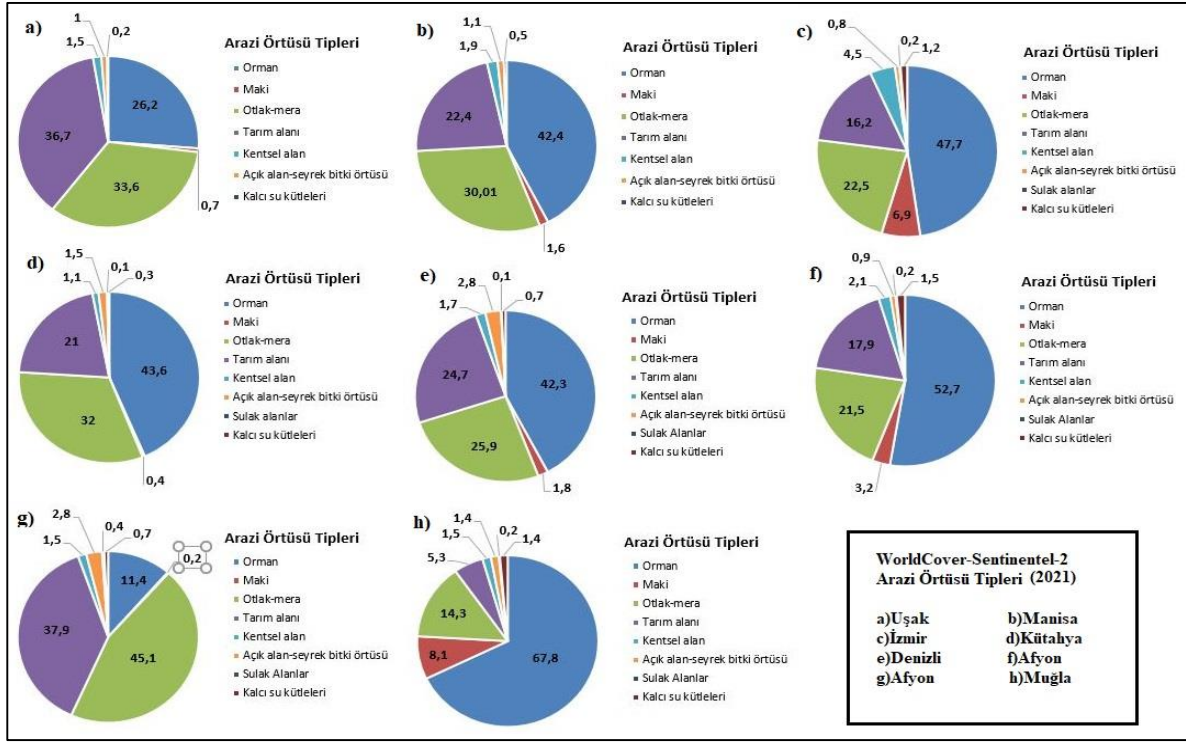 a)
1
0,2
1,5
26,2
36,7
33,6
0,7
Arazi Örtüsü Tipleri
Orman
Maki
Otlak-mera
Tarım alanı
Kentsel alan
Açık alan-seyrek bitki örtüsü
Kalcı su kütleleri
b)
1,1
0,5
1,9
22,4
42,4
30,01
1,6
Arazi Örtüsü Tipleri
Orman
Maki
Otlak-mera
Tarım alanı
Kentsel alan
Açık alan-seyrek bitki örtüsü
Kalcı su kütleleri
c)
0,8
0,2
4,5
1,2
16,2
47,7
22,5
6,9
Arazi Örtüsü Tipleri
Orman
Maki
Otlak-mera
Tarım alanı
Kentsel alan
Açık alan-seyrek bitki örtüsü
Sulak alanlar
Kalcı su kütleleri
d)
1,5
0,1
1,1
0,3
21
43,6
32
0,4
Arazi Örtüsü Tipleri
Orman
Maki
Otlak-mera
Tarım alanı
Kentsel alan
Açık alan-seyrek bitki örtüsü
Sulak alanlar
Kalcı su kütleleri
e)
2,8
0,1
1,7
0,7
24,7
42,3
25,9
1,8
Arazi Örtüsü Tipleri
Orman
Maki
Otlak-mera
Tarım alanı
Kentsel alan
Açık alan-seyrek bitki örtüsü
Sulak Alanlar
Kalcı su kütleleri
f)
0,9
0,2
2,1
1,5
17,9
52,7
21,5
3,2
Arazi Örtüsü Tipleri
Orman
Maki
Otlak-mera
Tarım alanı
Kentsel alan
Açık alan-seyrek bitki örtüsü
Sulak alanlar
Kalcı su kütleleri
g)
2,8
0,4
1,5
0,7
0,2
11,4
37,9
45,1
Arazi Örtüsü Tipleri
Orman
Maki
Otlak-mera
Tarım alanı
Kentsel alan
Açık alan-seyrek bitki örtüsü
Sulak Alanlar
Kalcı su kütleleri
h)
1,4
0,2
1,5
1,4
5,3
14,3
8,1
67,8
Arazi Örtüsü Tipleri
Orman
Maki
Otlak-mera
Tarım alanı
Kentsel alan
Açık alan-seyrek bitki örtüsü
Sulak Alanlar
Kalcı su kütleleri
WorldCover-Sentinentel-2
Arazi Örtüsü Tipleri (2021)
a)Uşak b)Manisa
c)İzmir d)Kütahya
e)Denizli f)Afyon
g)Afyon h)Muğla